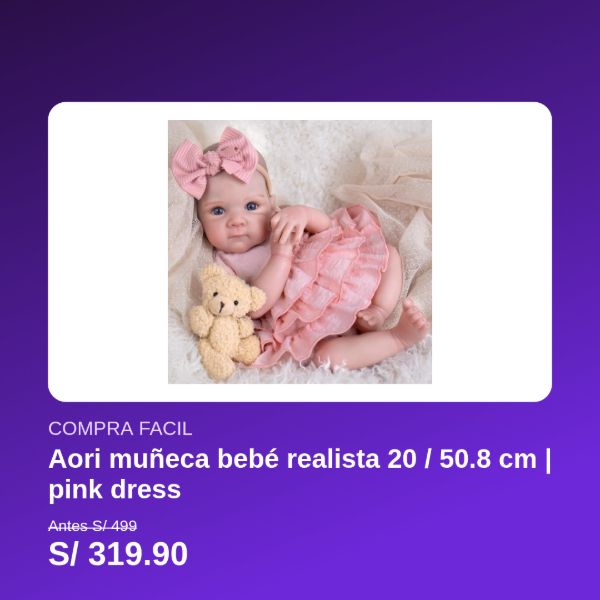 COMPRA FACIL
Aori muñeca bebé realista 20 / 50.8 cm |
pink dress
Antes S/ 499
S/ 319.90